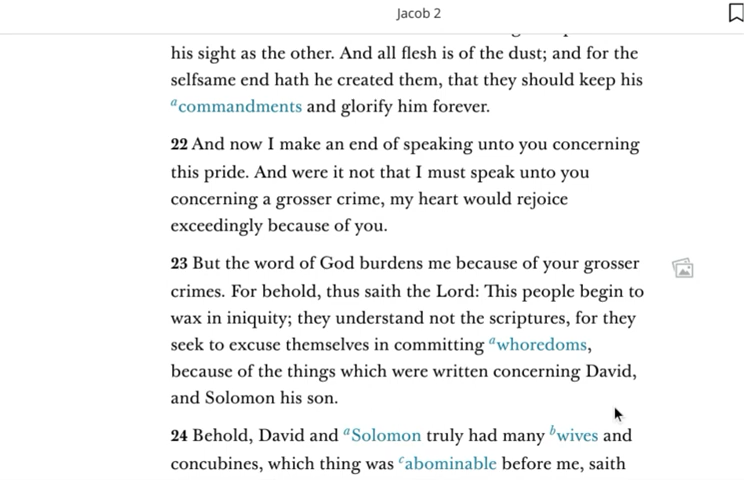 Jacob 2
his sight as the other. And all flesh is of the dust; and for the
selfsame end hath he created them, that they should keep his
ᵃcommandments and glorify him forever.
22 And now I make an end of speaking unto you concerning
this pride. And were it not that I must speak unto you
concerning a grosser crime, my heart would rejoice
exceedingly because of you.
23 But the word of God burdens me because of your grosser
crimes. For behold, thus saith the Lord: This people begin to
wax in iniquity; they understand not the scriptures, for they
seek to excuse themselves in committing ᵃwhoredoms,
because of the things which were written concerning David,
and Solomon his son.
24 Behold, David and ᵃSolomon truly had many ᵇwives and
concubines, which thing was ᶜabominable before me, saith